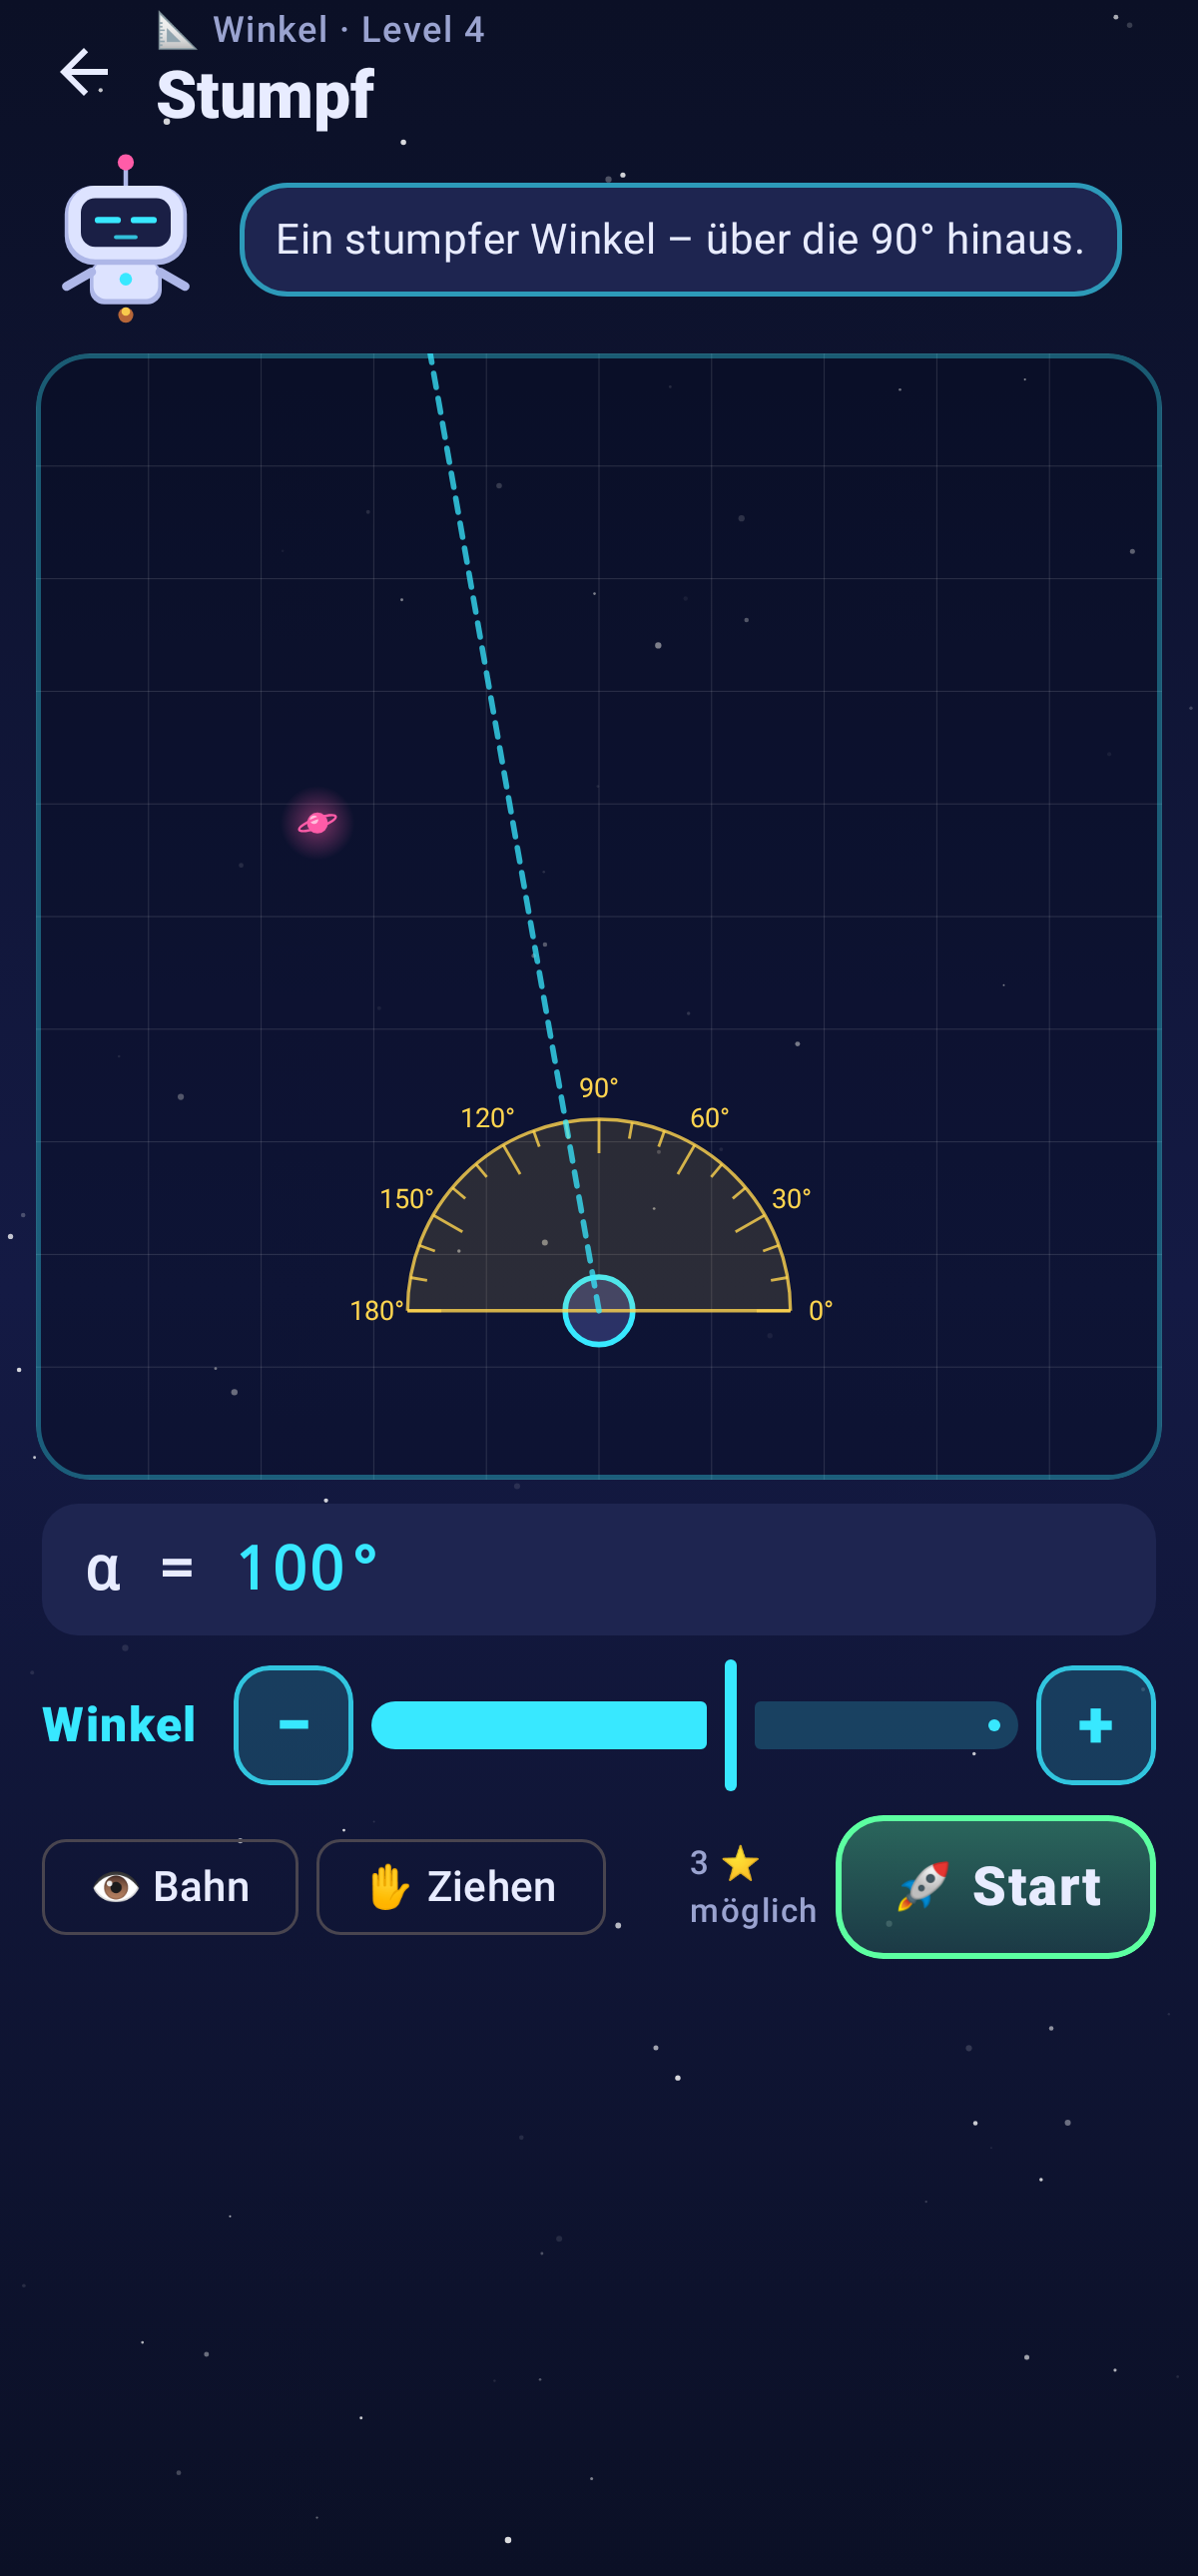 Winkel · Level 4
Stumpf
Ein stumpfer Winkel – über die 90° hinaus.
90°
120°
60°
150°
30°
180°
0°
α = 100°
Winkel
−
+
Bahn
Ziehen
3 ⭐
möglich
Start